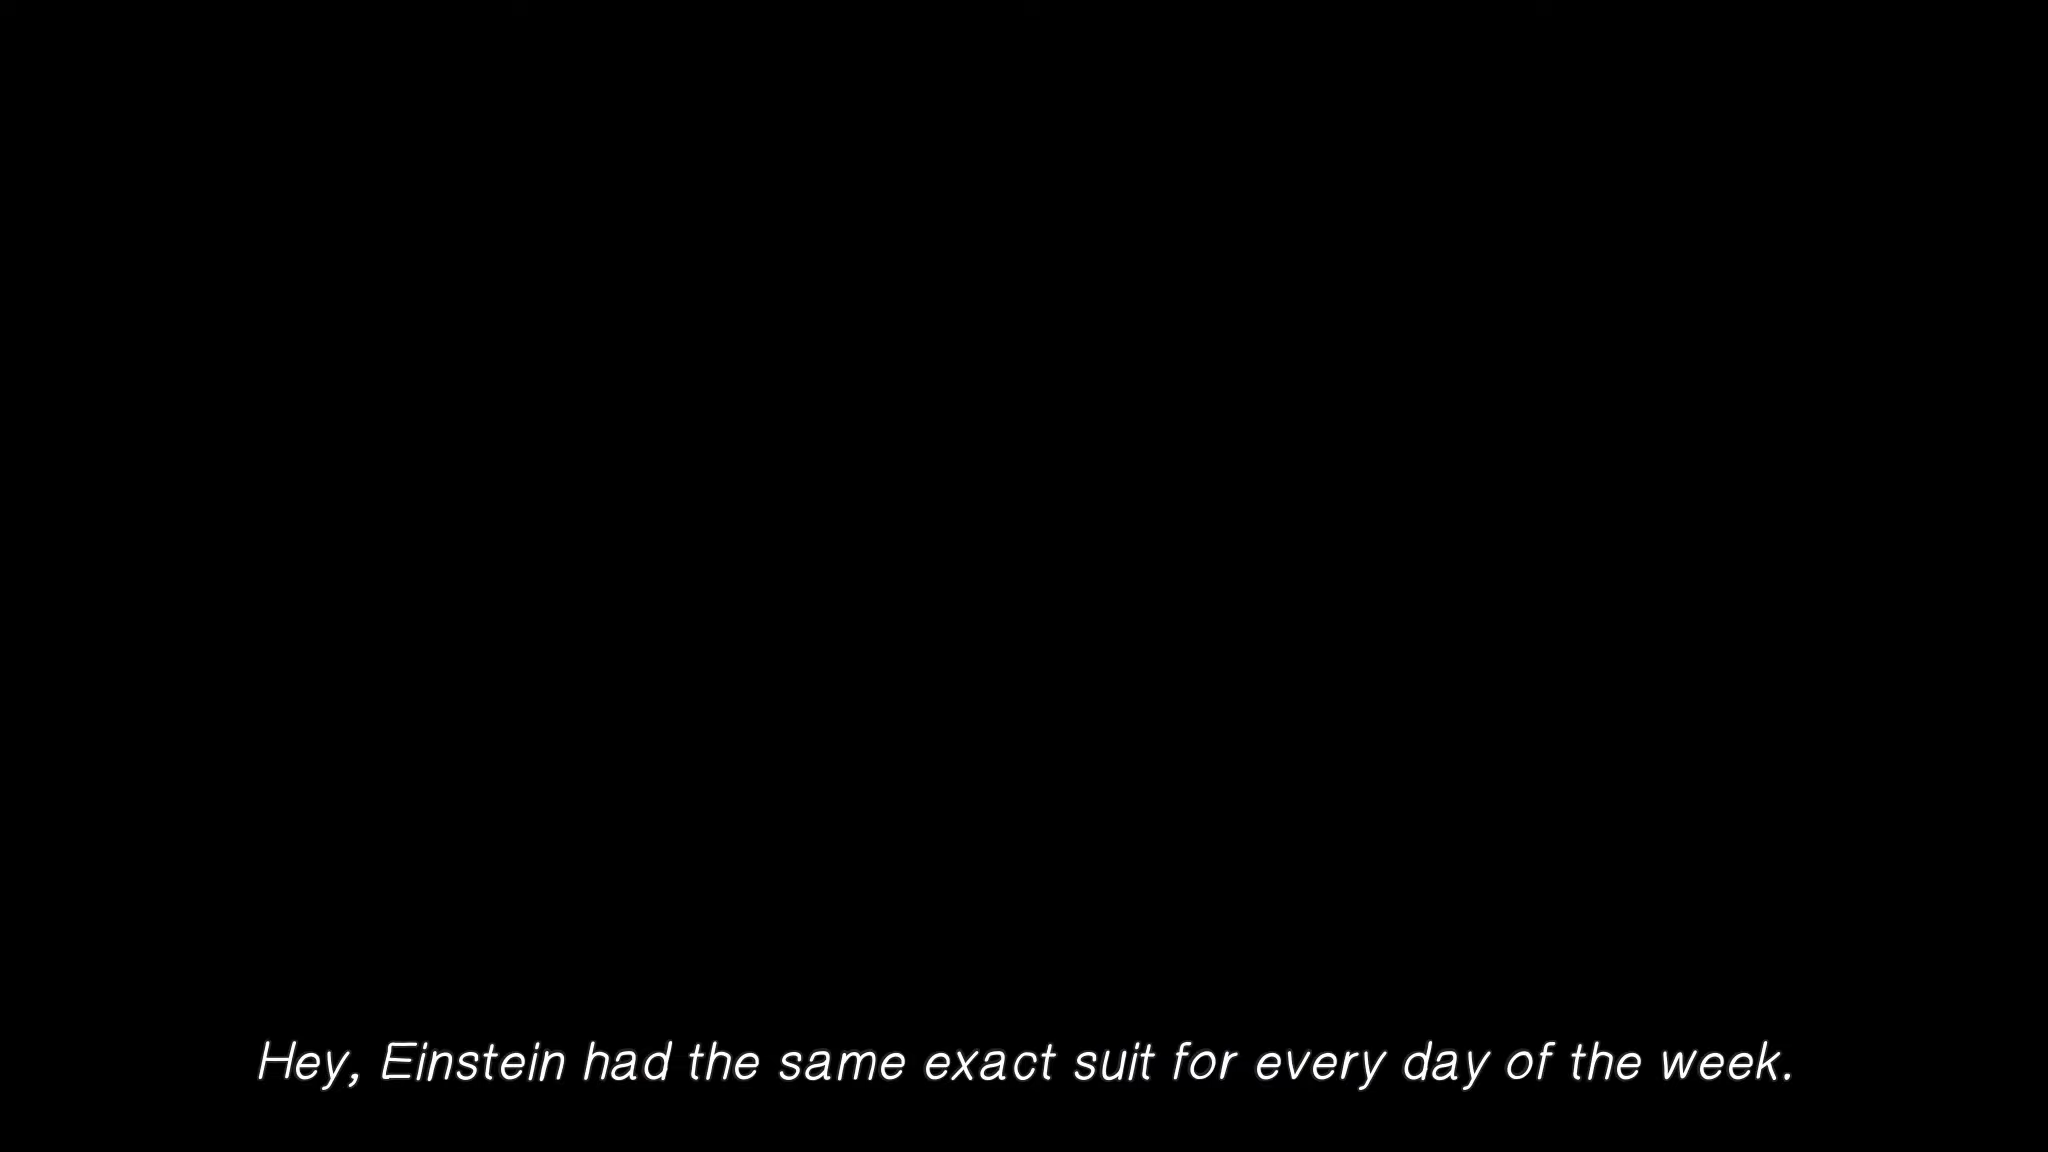 Hey, Einstein had the same exact suit for every day of the week.